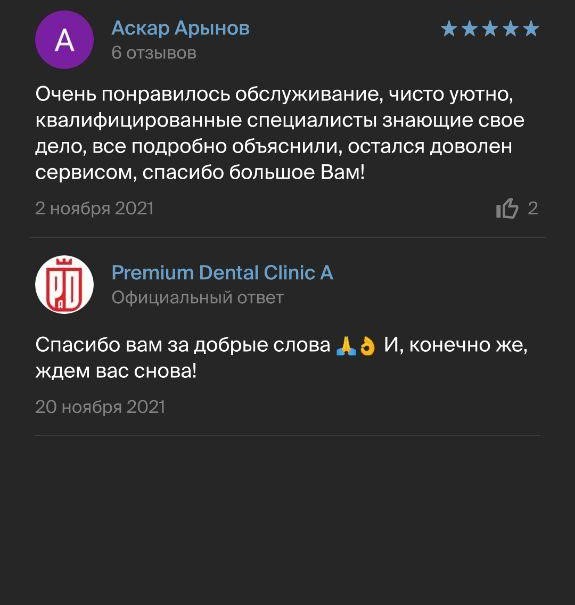 А
Аскар Арынов
6 отзывов
Очень понравилось обслуживание, чисто уютно,
квалифицированные специалисты знающие свое
дело, все подробно объяснили, остался доволен
сервисом, спасибо большое Вам!
2 ноября 2021
2
Premium Dental Clinic A
Официальный ответ
Спасибо вам за добрые слова 🙏👌 И, конечно же,
ждем вас снова!
20 ноября 2021